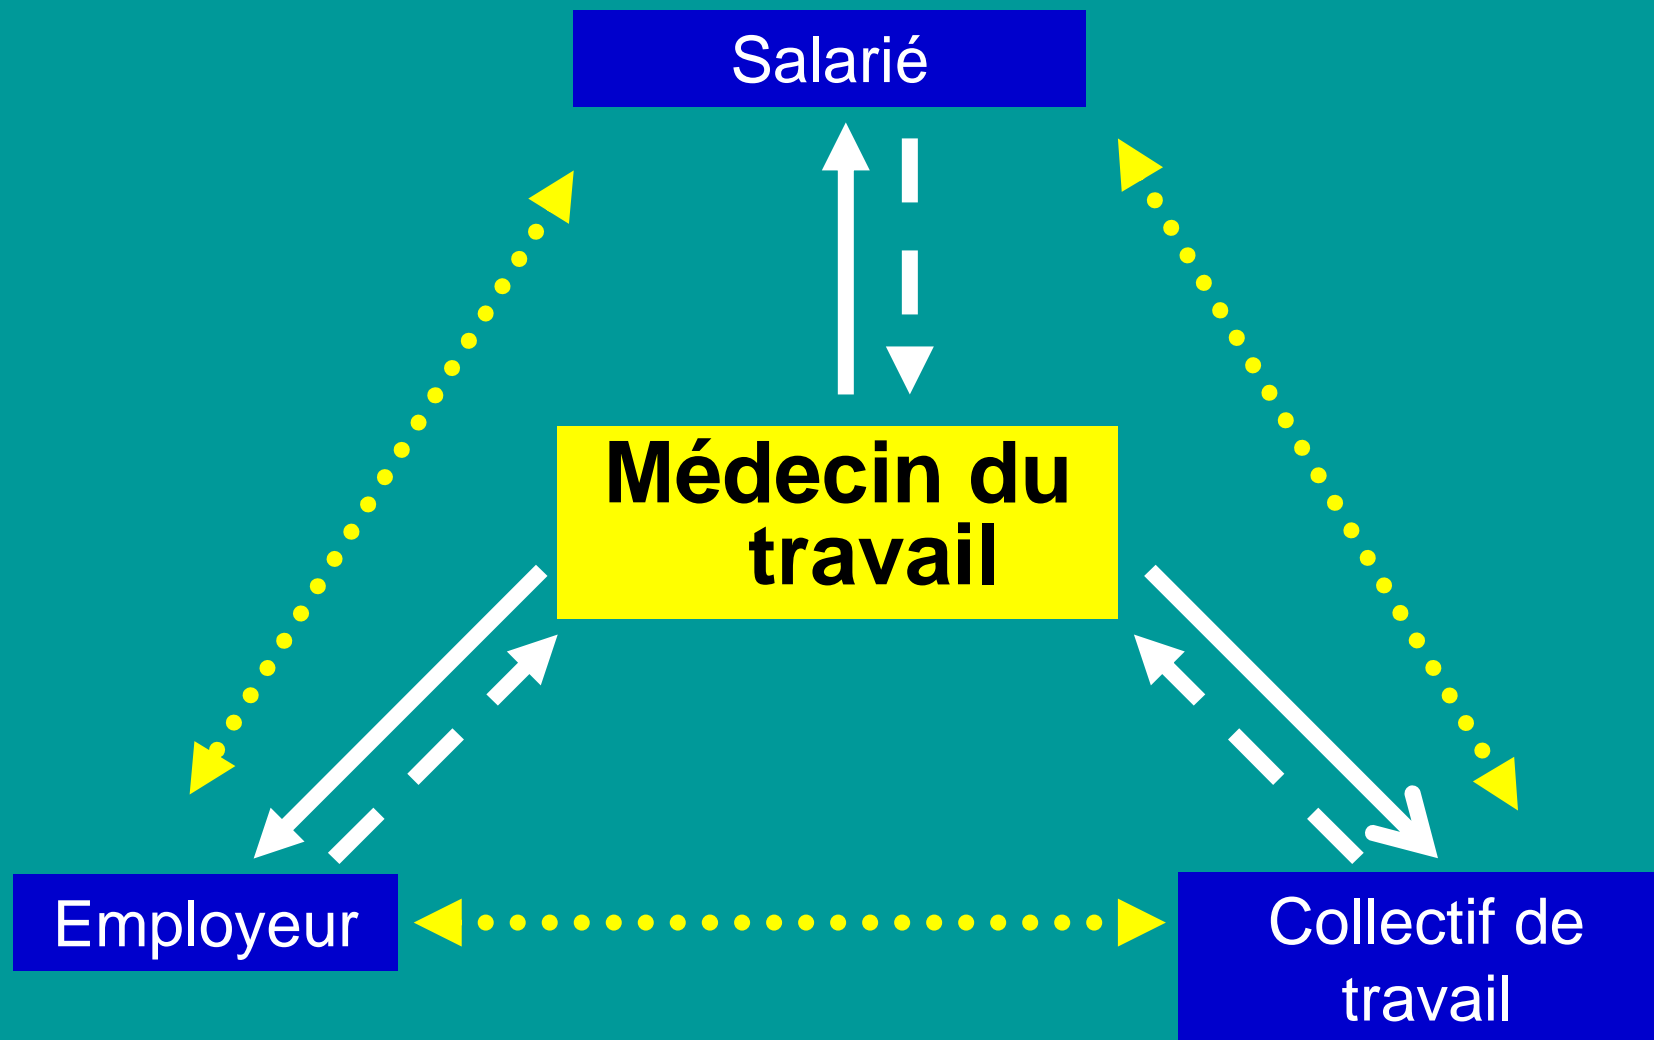 Salarié
Médecin du
travail
Employeur
Collectif de
travail